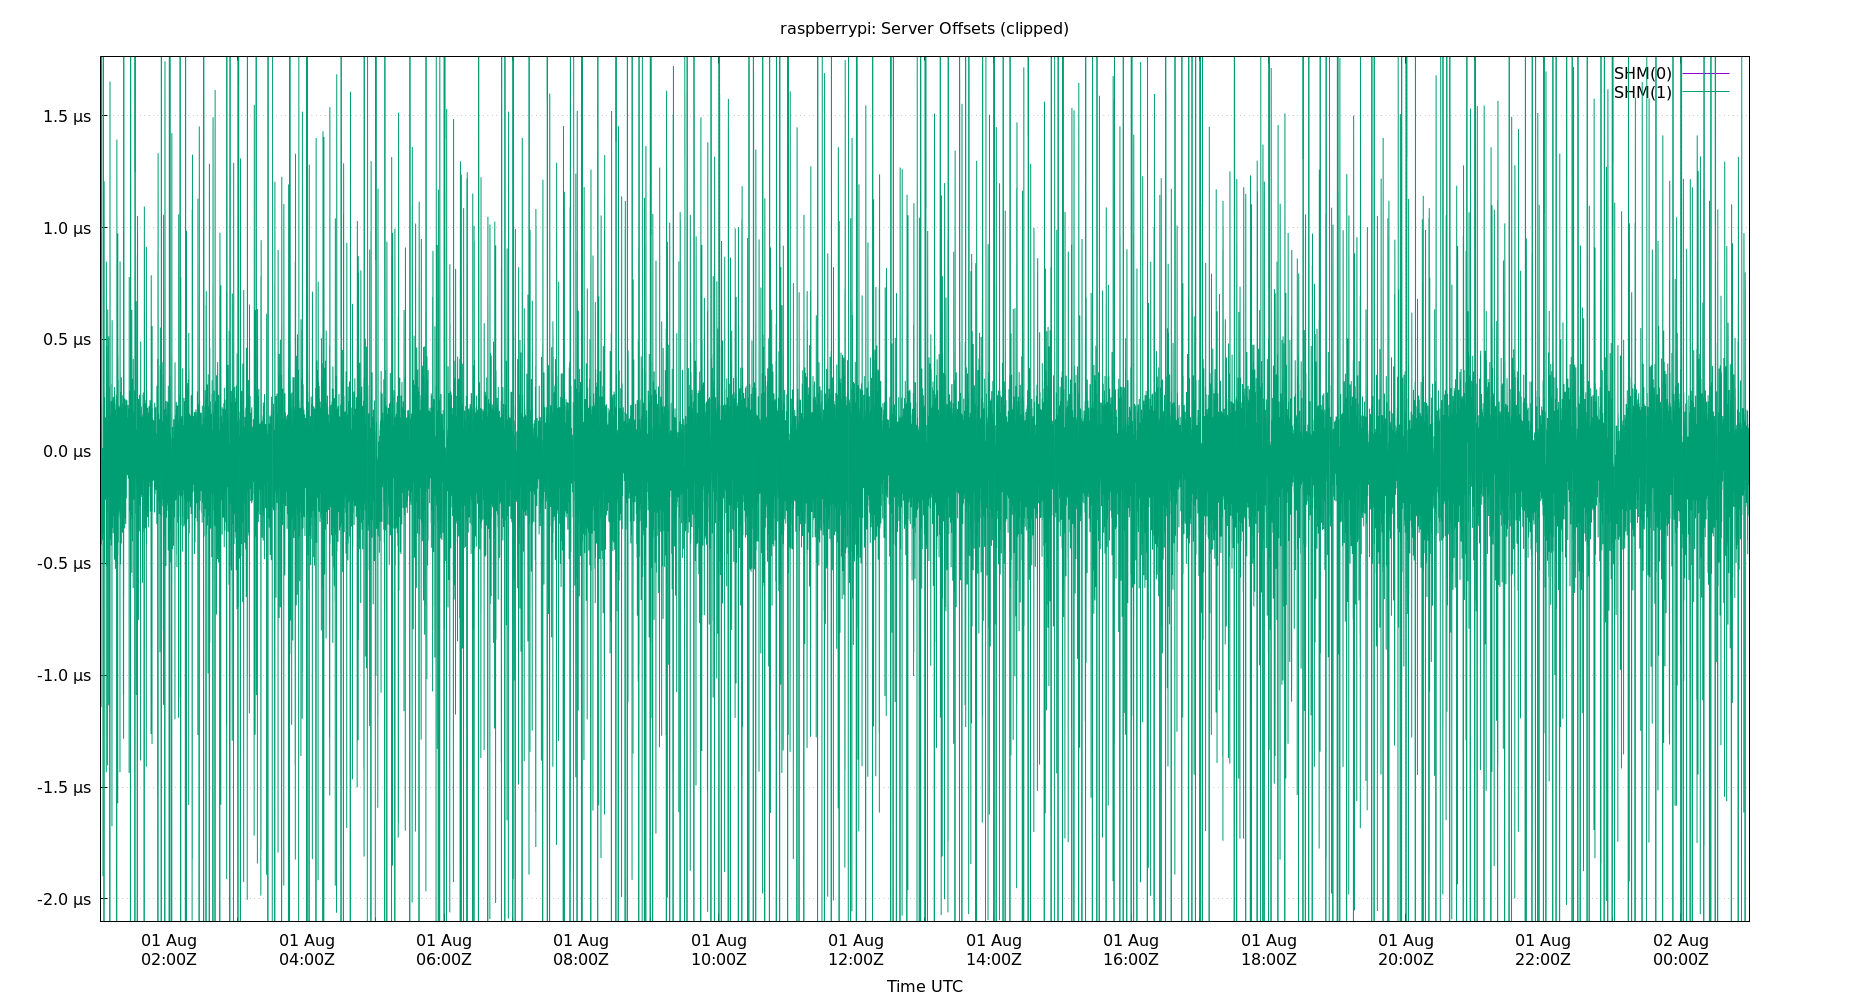 raspberrypi: Server Offsets (clipped)
SHM(0)
SHM(1)
1.5 µs
1.0 µs
0.5 µs
0.0 µs
-0.5 µs
-1.0 µs
-1.5 µs
-2.0 µs
01 Aug 01 Aug 01 Aug 01 Aug 01 Aug 01 Aug 01 Aug 01 Aug 01 Aug 01 Aug 01 Aug 02 Aug
02:00Z 04:00Z 06:00Z 08:00Z 10:00Z 12:00Z 14:00Z 16:00Z 18:00Z 20:00Z 22:00Z 00:00Z
Time UTC